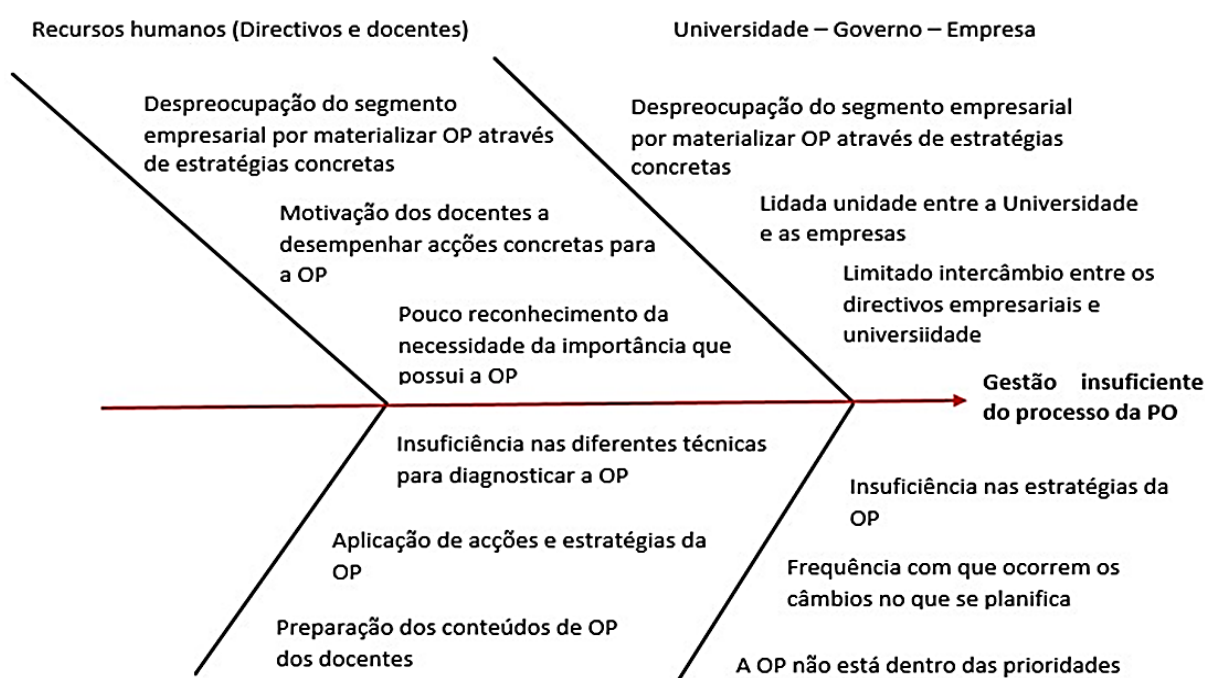 Recursos humanos (Directivos e docentes)
Despreocupação do segmento
empresarial por materializar OP através
de estratégias concretas
Motivação dos docentes a
desempenhar acções concretas para
a OP
Pouco reconhecimento da
necessidade da importância que
possui a OP
Universidade – Governo – Empresa
Despreocupação do segmento empresarial
por materializar OP através de estratégias
concretas
Lidada unidade entre a Universidade
e as empresas
Limitado intercâmbio entre os
directivos empresariais e
universiidade
Gestão insuficiente
do processo da PO
Insuficiência nas diferentes técnicas
para diagnosticar a OP
Aplicação de acções e estratégias da
OP
Preparação dos conteúdos de OP
dos docentes
Insuficiência nas estratégias da
OP
Frequência com que ocorrem os
câmbios no que se planifica
A OP não está dentro das prioridades